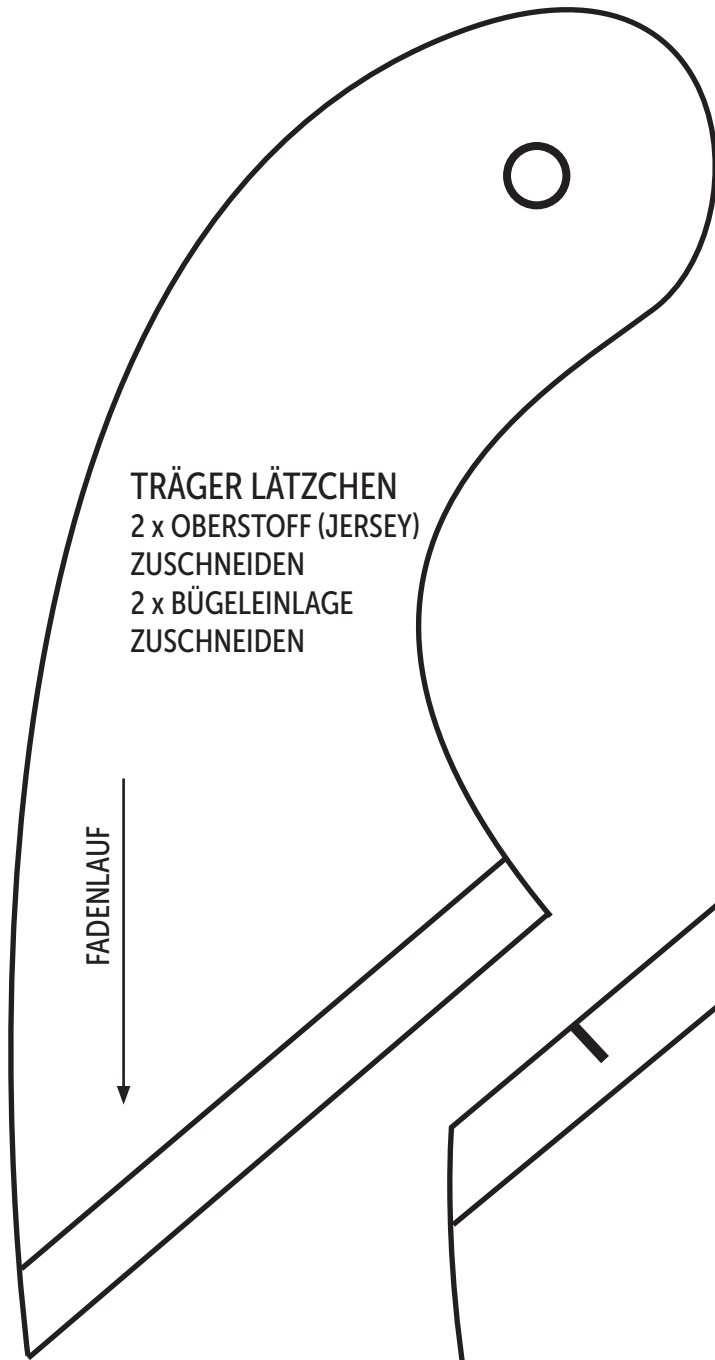 TRÄGER LÄTZCHEN
2 x OBERSTOFF (JERSEY)
ZUSCHNEIDEN
2 x BÜGELEINLAGE
ZUSCHNEIDEN
FADENLAUF